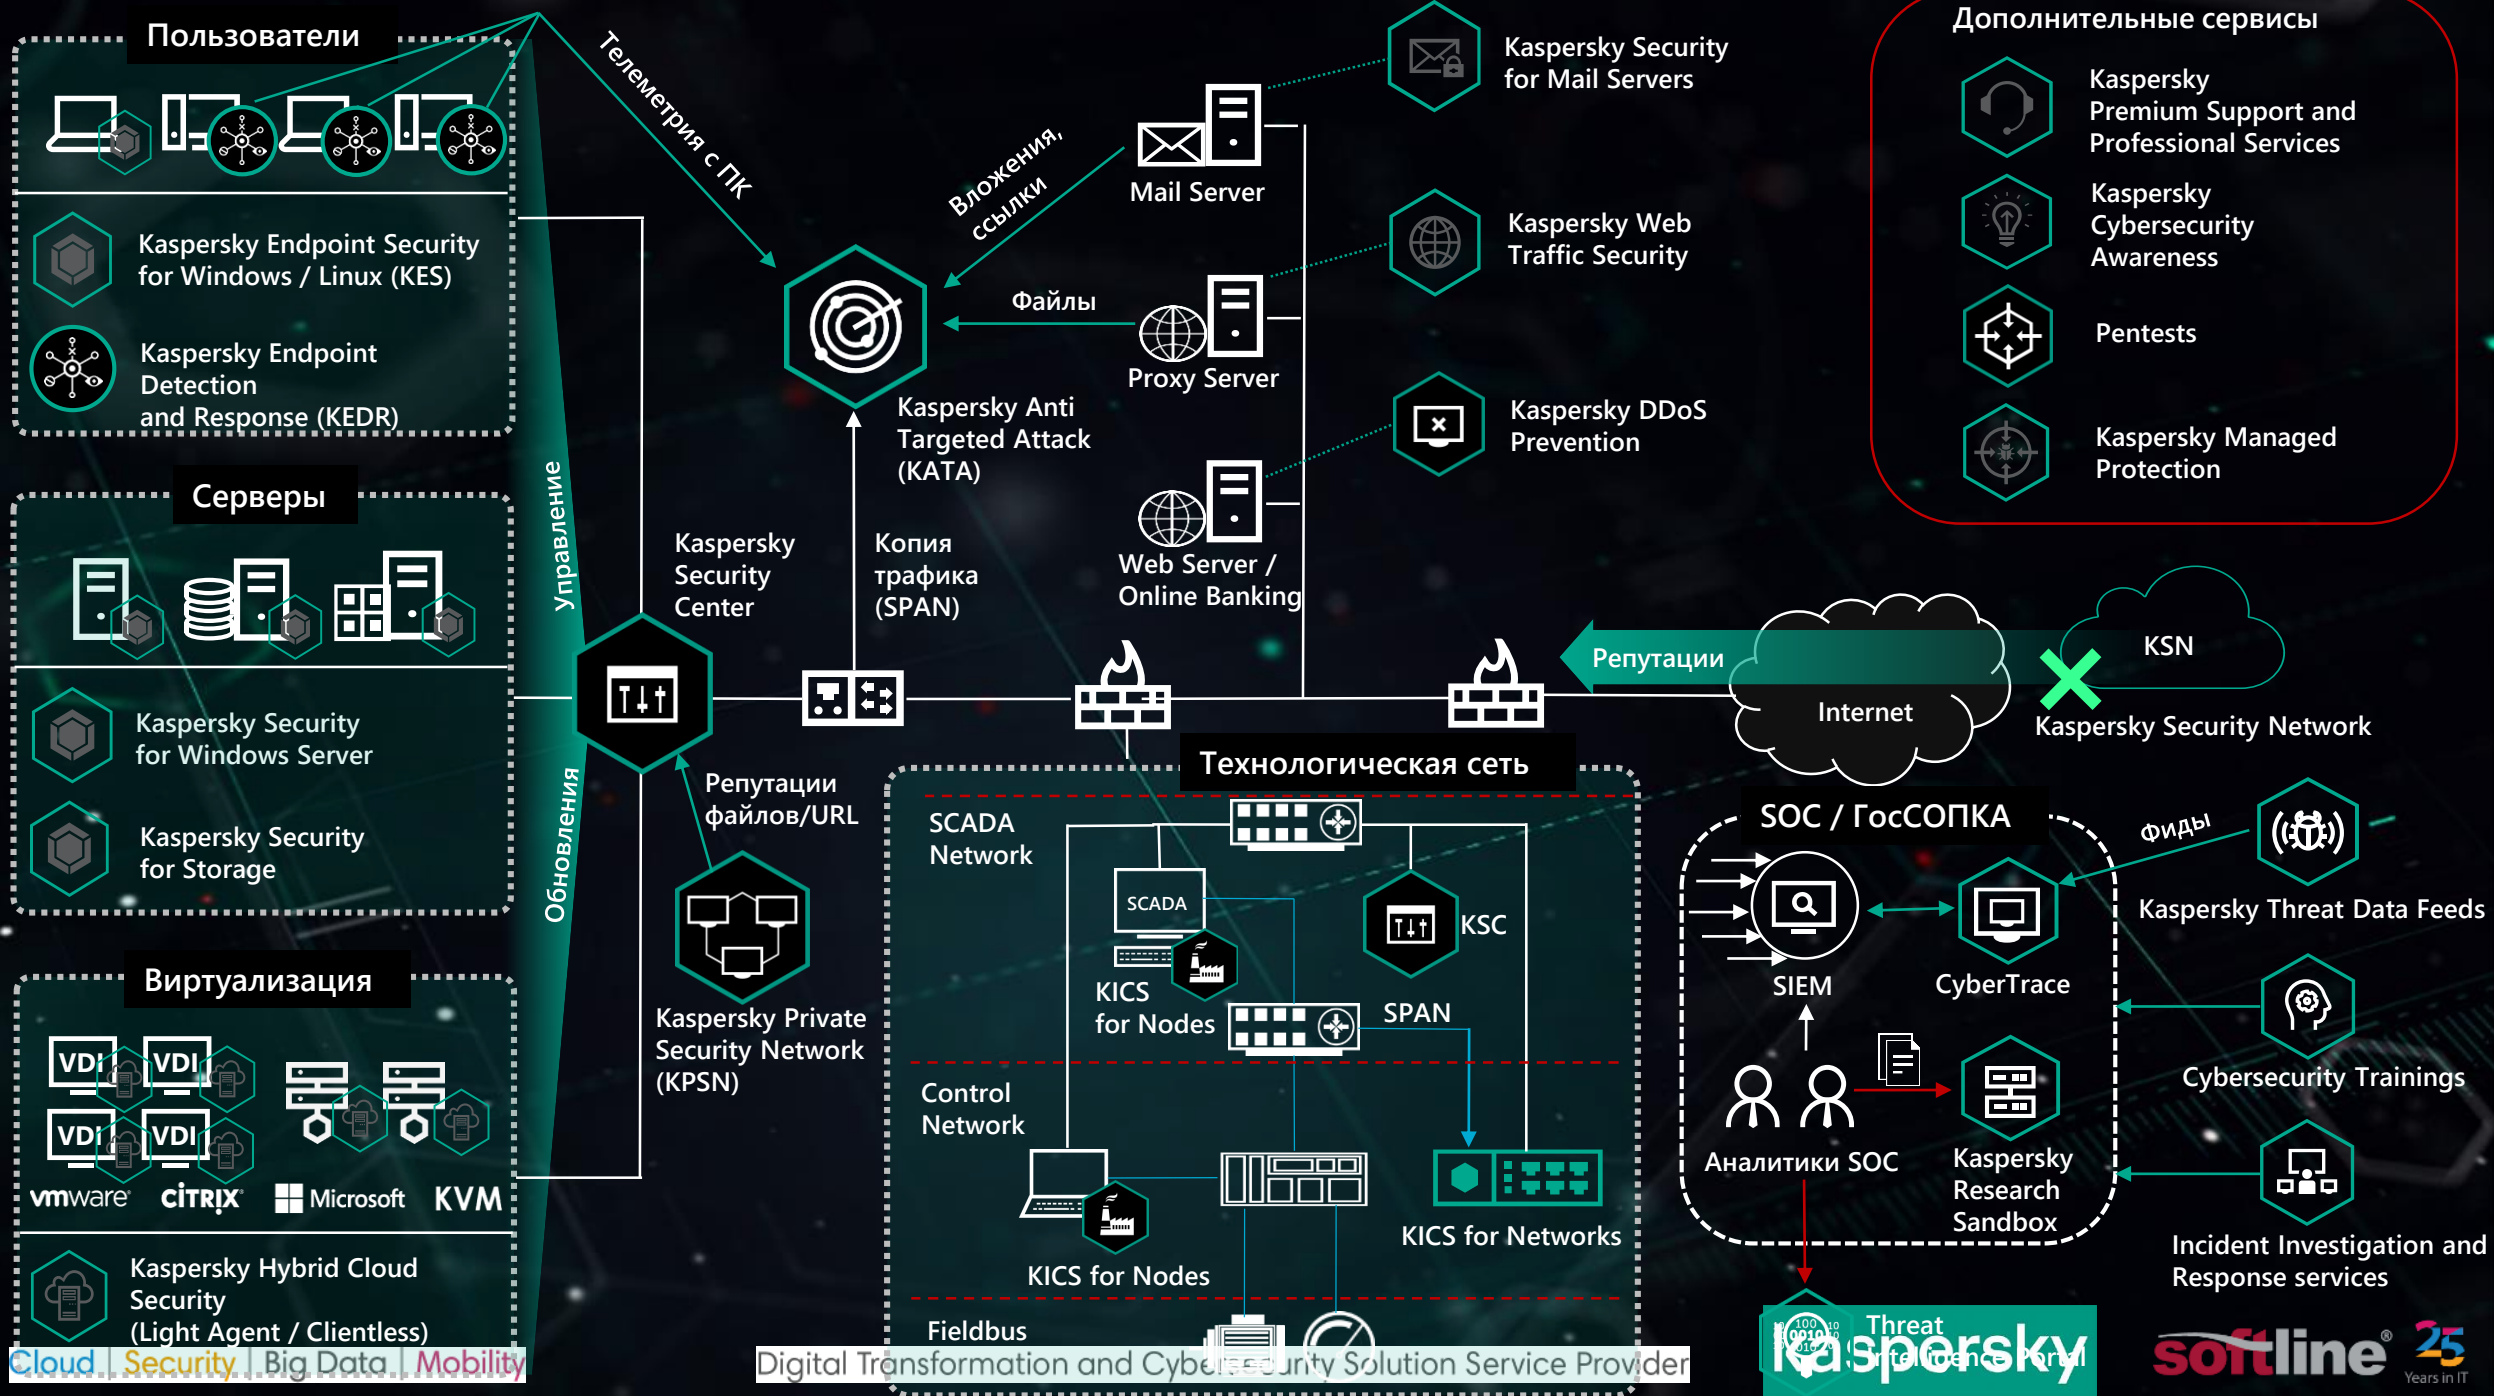 Пользователи
Kaspersky Endpoint Security
for Windows / Linux (KES)
Kaspersky Endpoint
Detection
and Response (KEDR)
Серверы
Kaspersky Security
for Windows Server
Kaspersky Security
for Storage
Виртуализация
VDI
VDI
VDI
VDI
vmware
CİTRIX
Microsoft
KVM
Kaspersky Hybrid Cloud
Security
(Light Agent / Clientless)
Cloud | Security | Big Data | Mobility
Управление
Обновления
Телеметрия с ПК
Вложения,
ссылки
Файлы
Kaspersky Anti
Targeted Attack
(KATA)
Kaspersky
Security
Center
Копия
трафика
(SPAN)
Репутации
файлов/URL
Kaspersky Private
Security Network
(KPSN)
Mail Server
Proxy Server
Web Server /
Online Banking
Kaspersky Security
for Mail Servers
Kaspersky Web
Traffic Security
Kaspersky DDoS
Prevention
Дополнительные сервисы
Kaspersky
Premium Support and
Professional Services
Kaspersky
Cybersecurity
Awareness
Pentests
Kaspersky Managed
Protection
Репутации
Internet
KSN
Kaspersky Security Network
Технологическая сеть
SCADA
Network
SCADA
KSC
KICS
for Nodes
SPAN
Control
Network
KICS for Nodes
KICS for Networks
Fieldbus
Digital Transformation and Cybersecurity Solution Service Provider
SOC / ГосСОПКА
SIEM
CyberTrace
Аналитики SOC
Kaspersky
Research
Sandbox
Фиды
Kaspersky Threat Data Feeds
Cybersecurity Trainings
Incident Investigation and
Response services
Threat
Intelligence Portal
kaspersky
softline®
25
Years in IT